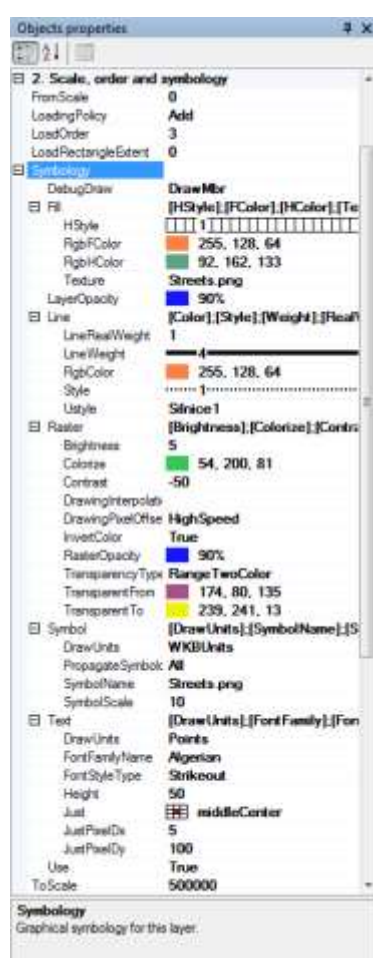 Objects properties
2. Scale, order and symbology
FromScale 0
LoadingPolicy Add
LoadOrder 3
LoadRectangleExtent 0
Symbology
DebugDraw DrawMbr
Fill [HStyle];[FColor];[HColor];[Te
HStyle 1
RgbFColor 255, 128, 64
RgbHColor 92, 162, 133
Texture Streets.png
LayerOpacity 90%
Line [Color];[Style];[Weight];[RealW
LineRealWeight 1
LineWeight 4
RgbColor 255, 128, 64
Style 1
Ustyle Silnice1
Raster [Brightness];[Colorize];[Contra
Brightness 5
Colorize 54, 200, 81
Contrast -50
DrawingInterpolati
DrawingPixelOffse HighSpeed
InvertColor True
RasterOpacity 90%
TransparencyType RangeTwoColor
TransparentFrom 174, 80, 135
TransparentTo 239, 241, 13
Symbol [DrawUnits];[SymbolName];[S
DrawUnits WKBUnits
PropagateSymbol All
SymbolName Streets.png
SymbolScale 10
Text [DrawUnits];[FontFamily];[Fon
DrawUnits Points
FontFamilyName Algerian
FontStyleType Strikeout
Height 50
Just middleCenter
JustPixelDx 5
JustPixelDy 100
Use True
ToScale 500000
Symbology
Graphical symbology for this layer.